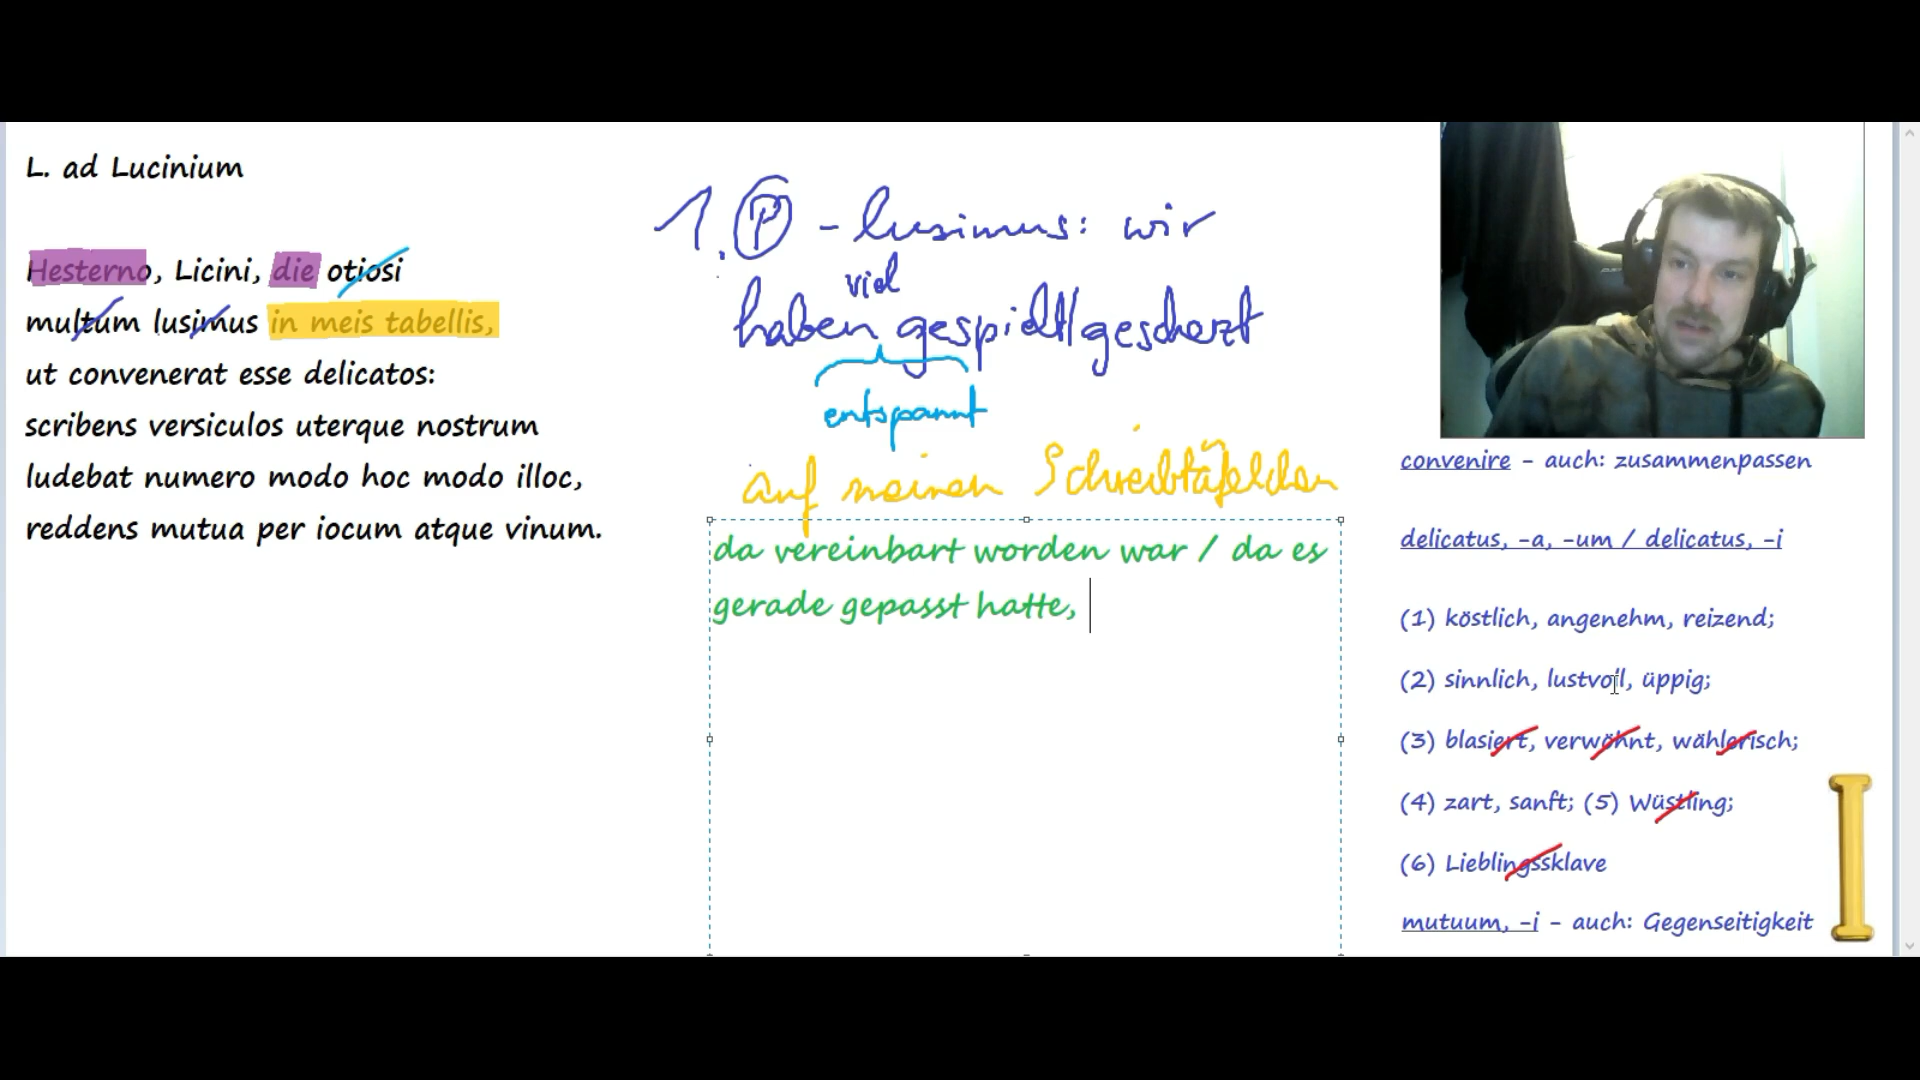 L. ad Lucinium
Hesterno, Licini, die otiosi
multum lusimus in meis tabellis,
ut convenerat esse delicatos:
scribens versiculos uterque nostrum
ludebat numero modo hoc modo illoc,
reddens mutua per iocum atque vinum.
1. P - lusimus: wir
viel
haben gespielt/gescherzt
entspannt
auf meinen Schreibtäfelchen
da vereinbart worden war / da es
gerade gepasst hatte,
convenire - auch: zusammenpassen
delicatus, -a, -um / delicatus, -i
(1) köstlich, angenehm, reizend;
(2) sinnlich, lustvoll, üppig;
(3) blasiert, verwöhnt, wählerisch;
(4) zart, sanft; (5) Wüstling;
(6) Lieblingssklave
mutuum, -i - auch: Gegenseitigkeit